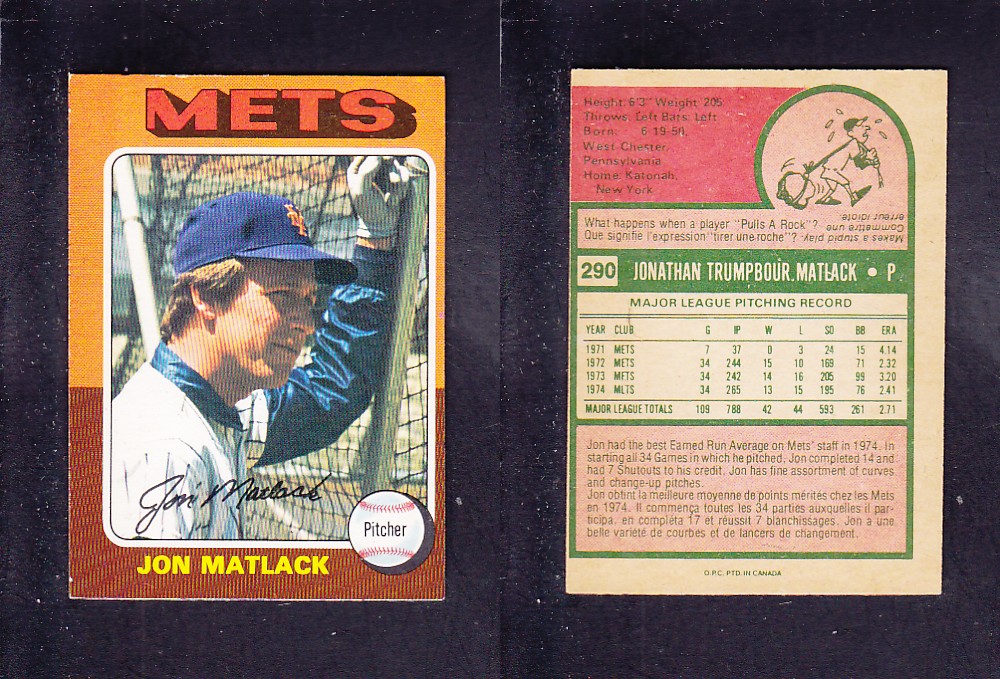 METS
Jon Matlack
Pitcher
JON MATLACK
Height: 6'3" Weight: 205
Throws: Left Bats: Left
Born: 6-19-50,
West Chester,
Pennsylvania
Home: Katonah,
New York
What happens when a player "Pulls A Rock"?
Que signifie l'expression "tirer une roche"?
Makes a stupid play.
Commettre une
erreur idiote.
290 JONATHAN TRUMPBOUR MATLACK • P
MAJOR LEAGUE PITCHING RECORD
YEAR CLUB G IP W L SO BB ERA
1971 METS 7 37 0 3 24 15 4.14
1972 METS 34 244 15 10 169 71 2.32
1973 METS 34 242 14 16 205 99 3.20
1974 METS 34 265 13 15 195 76 2.41
MAJOR LEAGUE TOTALS 109 788 42 44 593 261 2.71
Jon had the best Earned Run Average on Mets' staff in 1974. In
starting all 34 Games in which he pitched, Jon completed 14 and
had 7 Shutouts to his credit. Jon has fine assortment of curves
and change-up pitches.
Jon obtint la meilleure moyenne de points mérités chez les Mets
en 1974. Il commença toutes les 34 parties auxquelles il par-
ticipa, en compléta 17 et réussit 7 blanchissages. Jon a une
belle variété de courbes et de lancers de changement.
O.P.C. PTD. IN CANADA